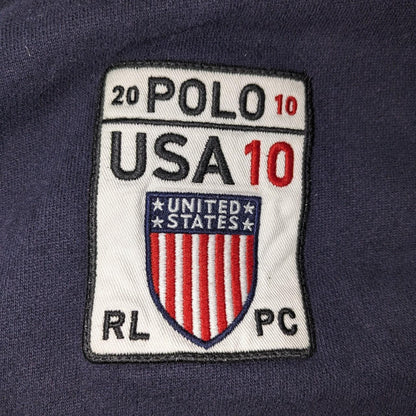 20 POLO 10
USA 10
UNITED
STATES
RL PC